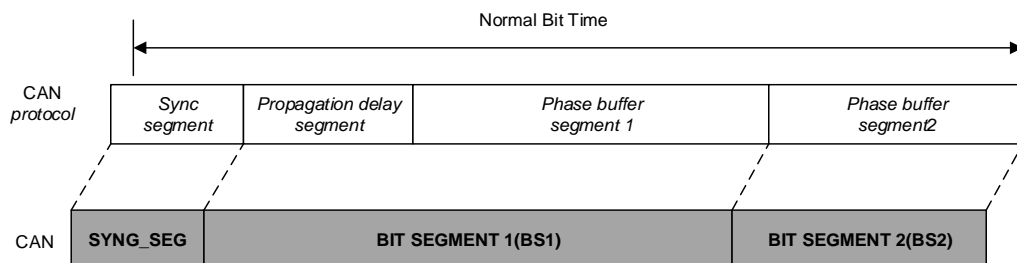 Normal Bit Time
CAN
protocol
Sync
segment
Propagation delay
segment
Phase buffer
segment 1
Phase buffer
segment2
CAN
SYNG_SEG
BIT SEGMENT 1(BS1)
BIT SEGMENT 2(BS2)